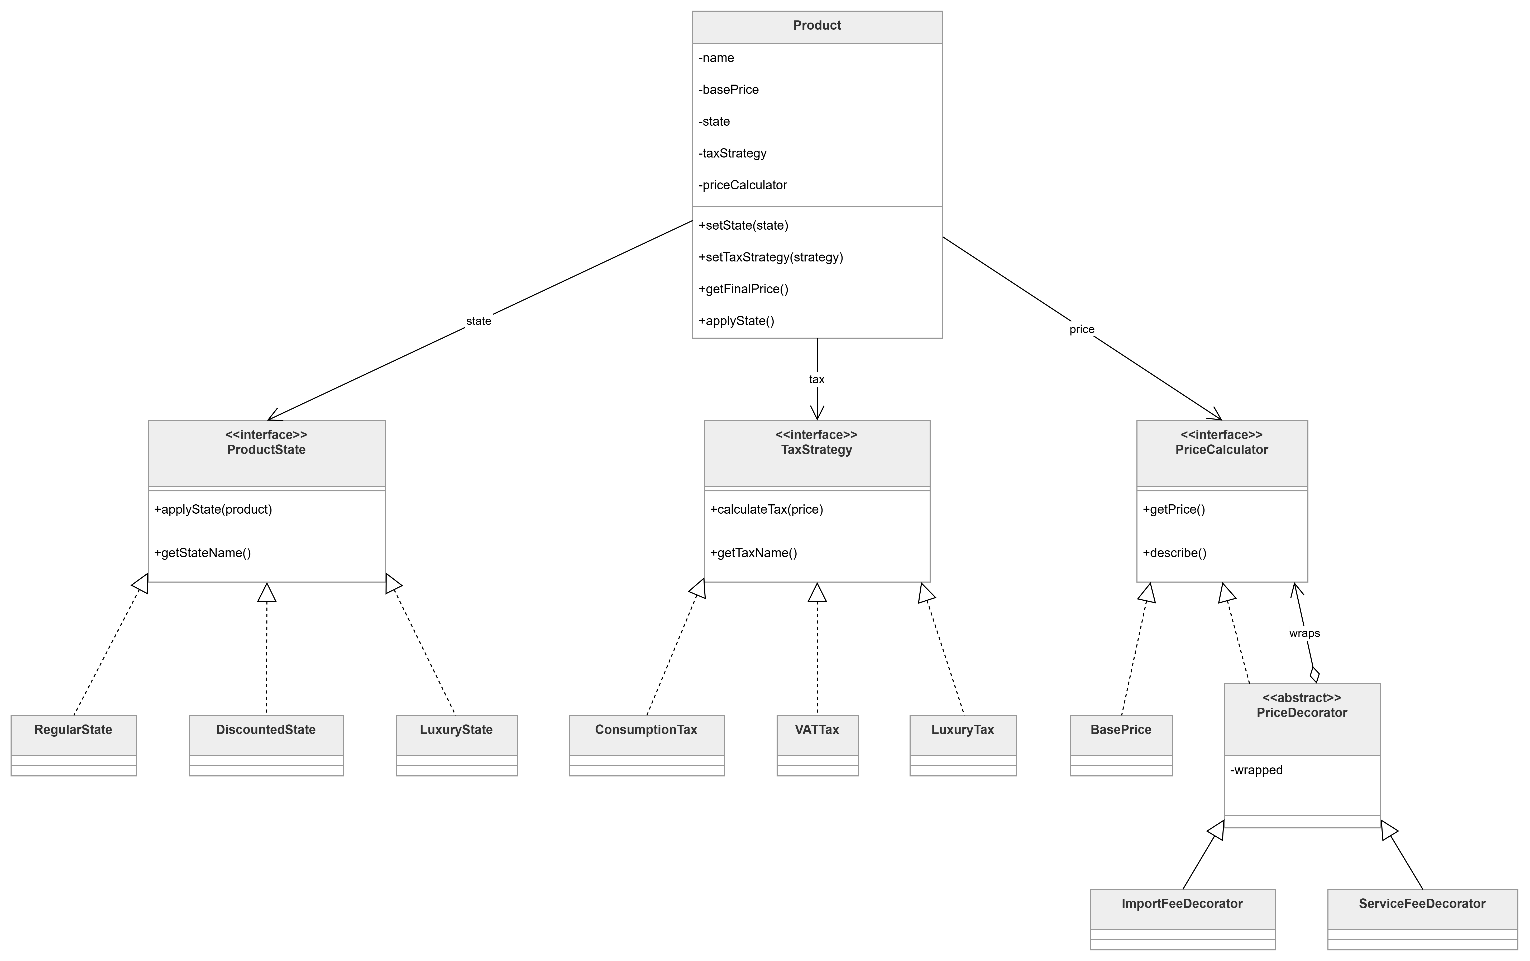 Product
-name
-basePrice
-state
-taxStrategy
-priceCalculator
+setState(state)
+setTaxStrategy(strategy)
+getFinalPrice()
+applyState()
state
tax
price
<<interface>>
ProductState
+applyState(product)
+getStateName()
<<interface>>
TaxStrategy
+calculateTax(price)
+getTaxName()
<<interface>>
PriceCalculator
+getPrice()
+describe()
wraps
RegularState
DiscountedState
LuxuryState
ConsumptionTax
VATTax
LuxuryTax
BasePrice
<<abstract>>
PriceDecorator
-wrapped
ImportFeeDecorator
ServiceFeeDecorator